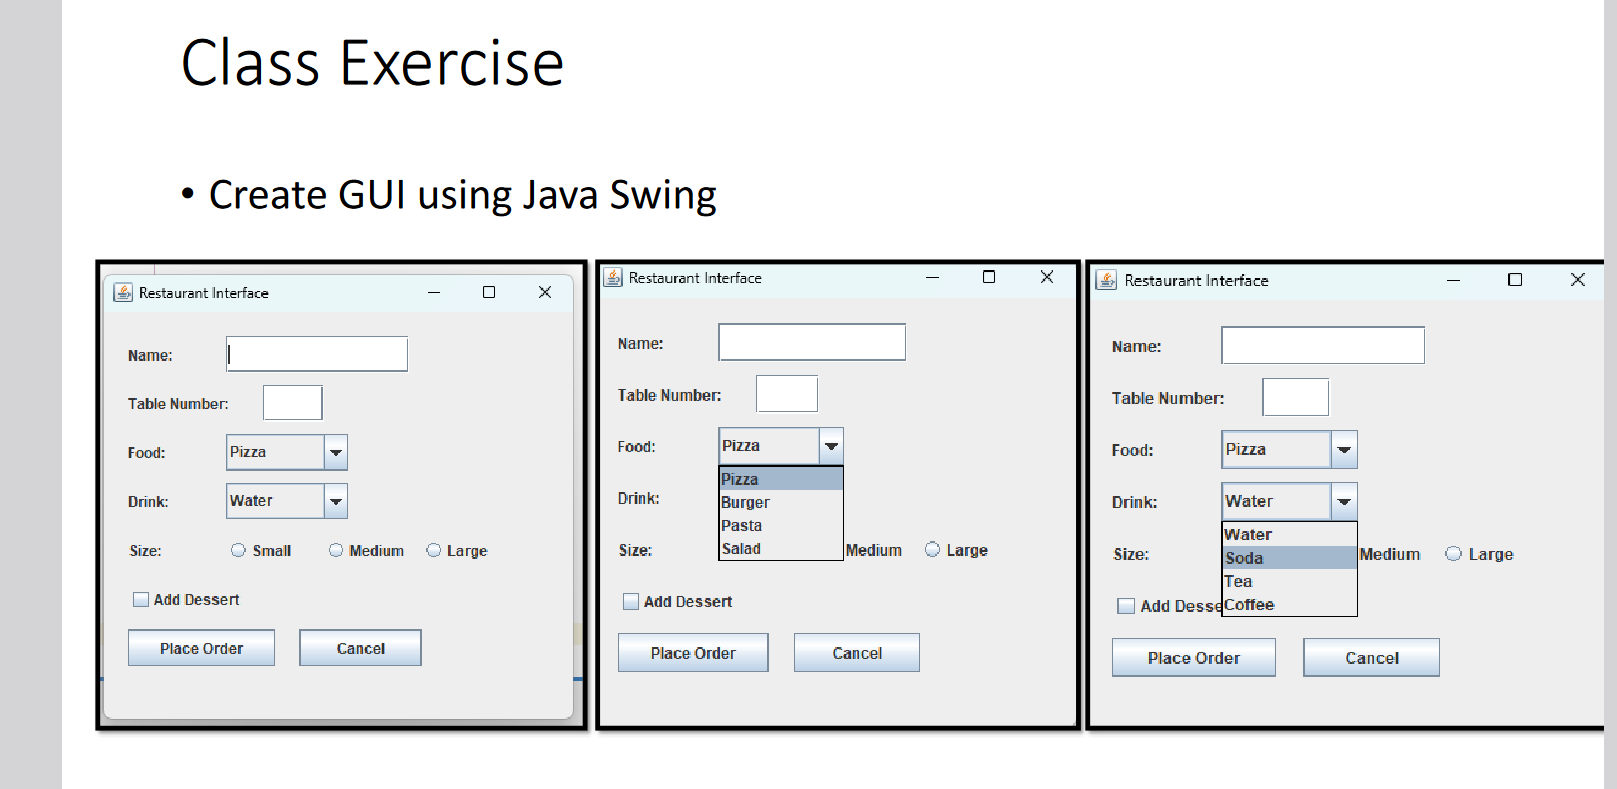 Class Exercise
• Create GUI using Java Swing
Restaurant Interface
Name:
Table Number:
Food: Pizza
Drink: Water
Size: Small Medium Large
Add Dessert
Place Order Cancel
Restaurant Interface
Name:
Table Number:
Food: Pizza
Pizza
Burger
Drink:
Pasta
Size: Salad Medium Large
Add Dessert
Place Order Cancel
Restaurant Interface
Name:
Table Number:
Food: Pizza
Drink: Water
Water
Size: Soda Medium Large
Tea
Add Desse Coffee
Place Order Cancel